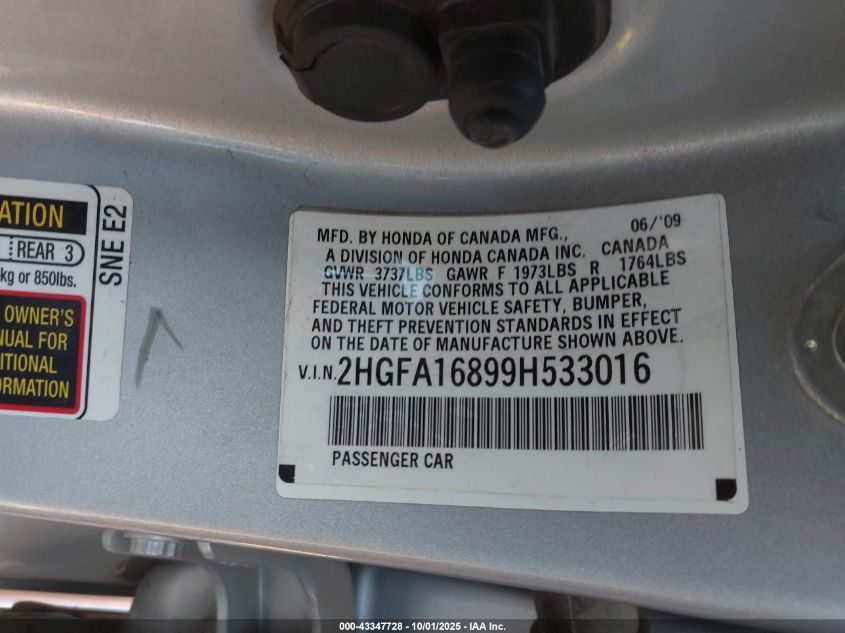 ATION
REAR 3
kg or 850lbs.
OWNER'S
NUAL FOR
ITIONAL
ORMATION
SNE E2
06/'09
MFD. BY HONDA OF CANADA MFG.,
A DIVISION OF HONDA CANADA INC. CANADA
GVWR 3737LBS GAWR F 1973LBS R 1764LBS
THIS VEHICLE CONFORMS TO ALL APPLICABLE
FEDERAL MOTOR VEHICLE SAFETY, BUMPER,
AND THEFT PREVENTION STANDARDS IN EFFECT
ON THE DATE OF MANUFACTURE SHOWN ABOVE.
V.I.N. 2HGFA16899H533016
PASSENGER CAR
000-43347728 - 10/01/2025 - IAA Inc.